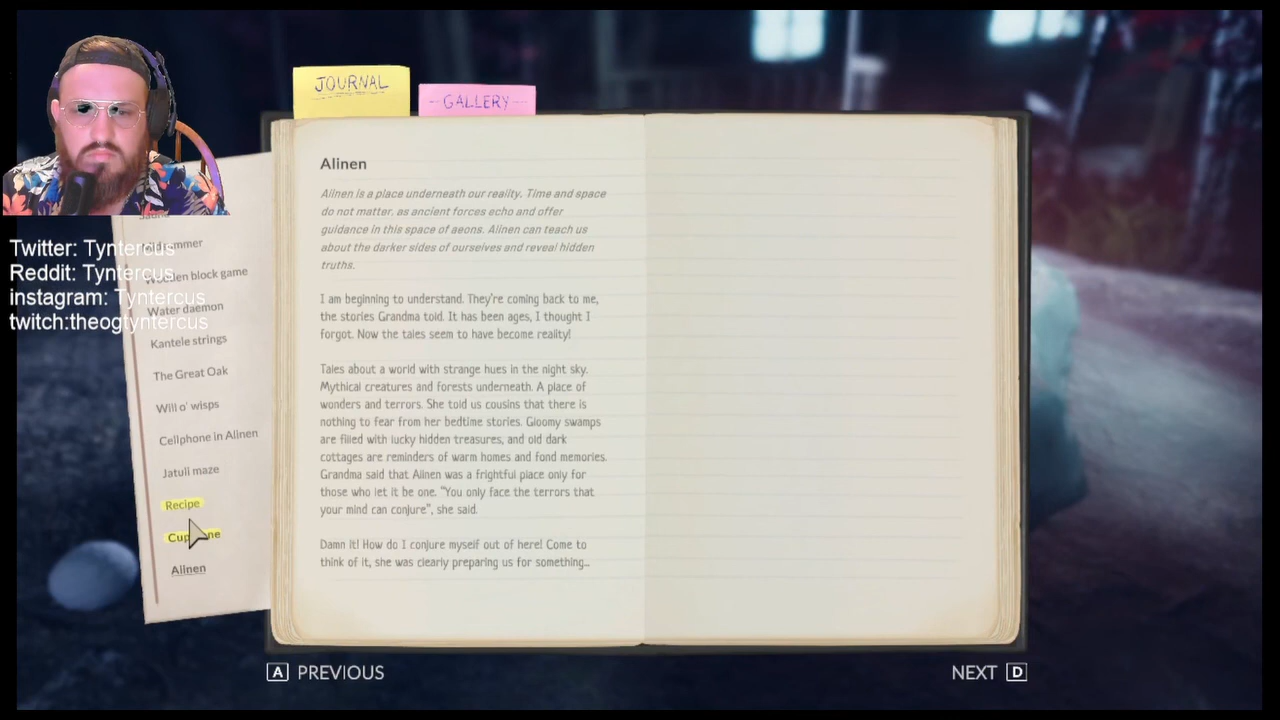 JOURNAL
--GALLERY--
Twitter: Tyntercus
Reddit: Tyntercus
instagram: Tyntercus
twitch:theogtyntercus
Wooden block game
Water daemon
Kantele strings
The Great Oak
Will o' wisps
Cellphone in Alinen
Jatuli maze
Recipe
Alinen
Alinen
Alinen is a place underneath our reality. Time and space
do not matter, as ancient forces echo and offer
guidance in this space of aeons. Alinen can teach us
about the darker sides of ourselves and reveal hidden
truths.
I am beginning to understand. They're coming back to me,
the stories Grandma told. It has been ages, I thought I
forgot. Now the tales seem to have become reality!
Tales about a world with strange hues in the night sky.
Mythical creatures and forests underneath. A place of
wonders and terrors. She told us cousins that there is
nothing to fear from her bedtime stories. Gloomy swamps
are filled with lucky hidden treasures, and old dark
cottages are reminders of warm homes and fond memories.
Grandma said that Alinen was a frightful place only for
those who let it be one. "You only face the terrors that
your mind can conjure", she said.
Damn it! How do I conjure myself out of here! Come to
think of it, she was clearly preparing us for something...
A PREVIOUS
NEXT D